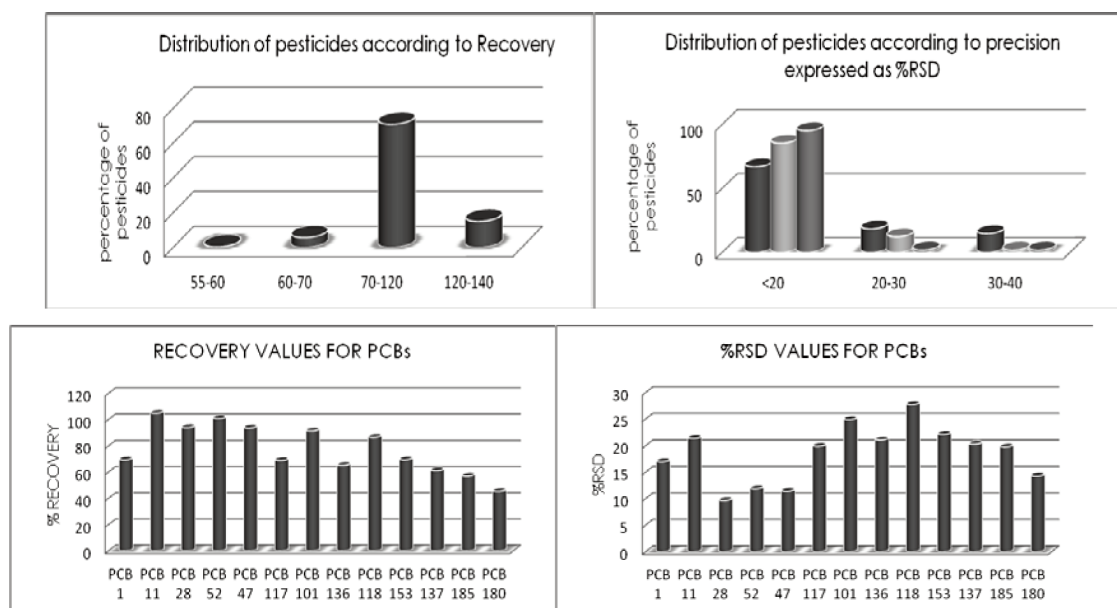 Distribution of pesticides according to Recovery
percentage of
pesticides
80
60
40
20
0
55-60 60-70 70-120 120-140
Distribution of pesticides according to precision
expressed as %RSD
percentage of
pesticides
100
50
0
<20 20-30 30-40
RECOVERY VALUES FOR PCBs
% RECOVERY
120
100
80
60
40
20
0
PCB PCB PCB PCB PCB PCB PCB PCB PCB PCB PCB PCB PCB
1 11 28 52 47 117 101 136 118 153 137 185 180
%RSD VALUES FOR PCBs
%RSD
30
25
20
15
10
5
0
PCB PCB PCB PCB PCB PCB PCB PCB PCB PCB PCB PCB PCB
1 11 28 52 47 117 101 136 118 153 137 185 180